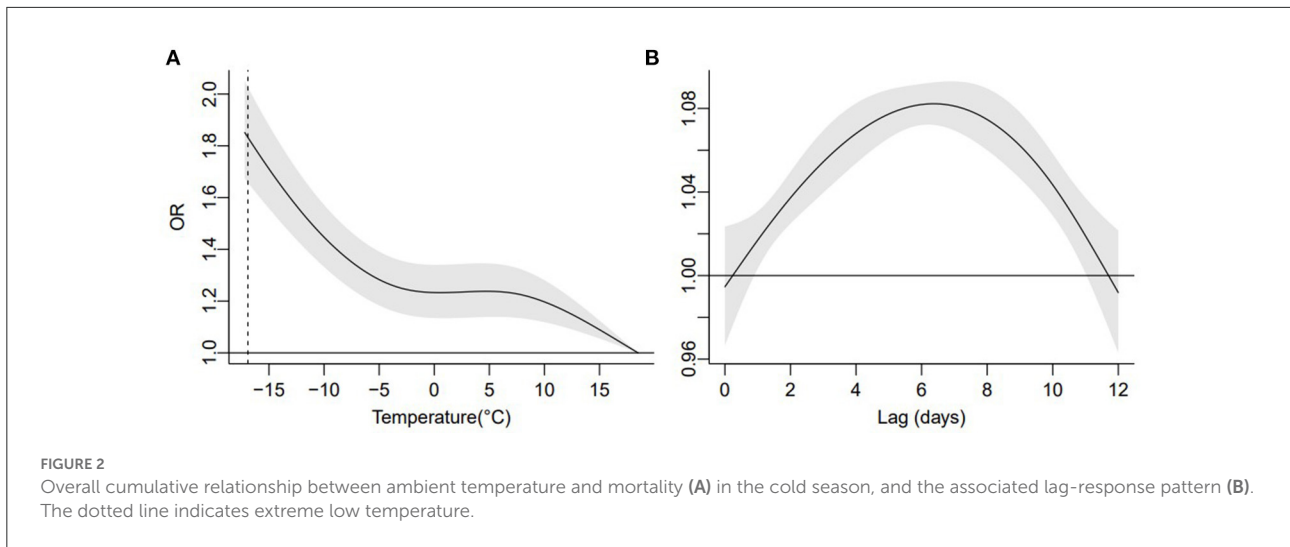 A
B
2.0
1.8
1.6
1.4
1.2
1.0
OR
−15 −10 −5 0 5 10 15
Temperature(°C)
1.08
1.04
1.00
0.96
0 2 4 6 8 10 12
Lag (days)
FIGURE 2
Overall cumulative relationship between ambient temperature and mortality (A) in the cold season, and the associated lag-response pattern (B).
The dotted line indicates extreme low temperature.